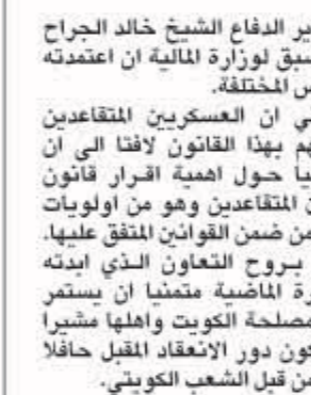 ير الدفاع الشيخ خالد الجراح
سبق لوزارة المالية ان اعتمدته
س المختلفة.
ي ان العسكريين المتقاعدين
هم بهذا القانون لافتا الى ان
يا حول اهمية اقرار قانون
ن المتقاعدين وهو من اولويات
من ضمن القوانين المتفق عليها.
بروح التعاون الذي ابدته
رة الماضية متمنيا ان يستمر
مصلحة الكويت واهلها مشيرا
كون دور الانعقاد المقبل حافلا
من قبل الشعب الكويتي.